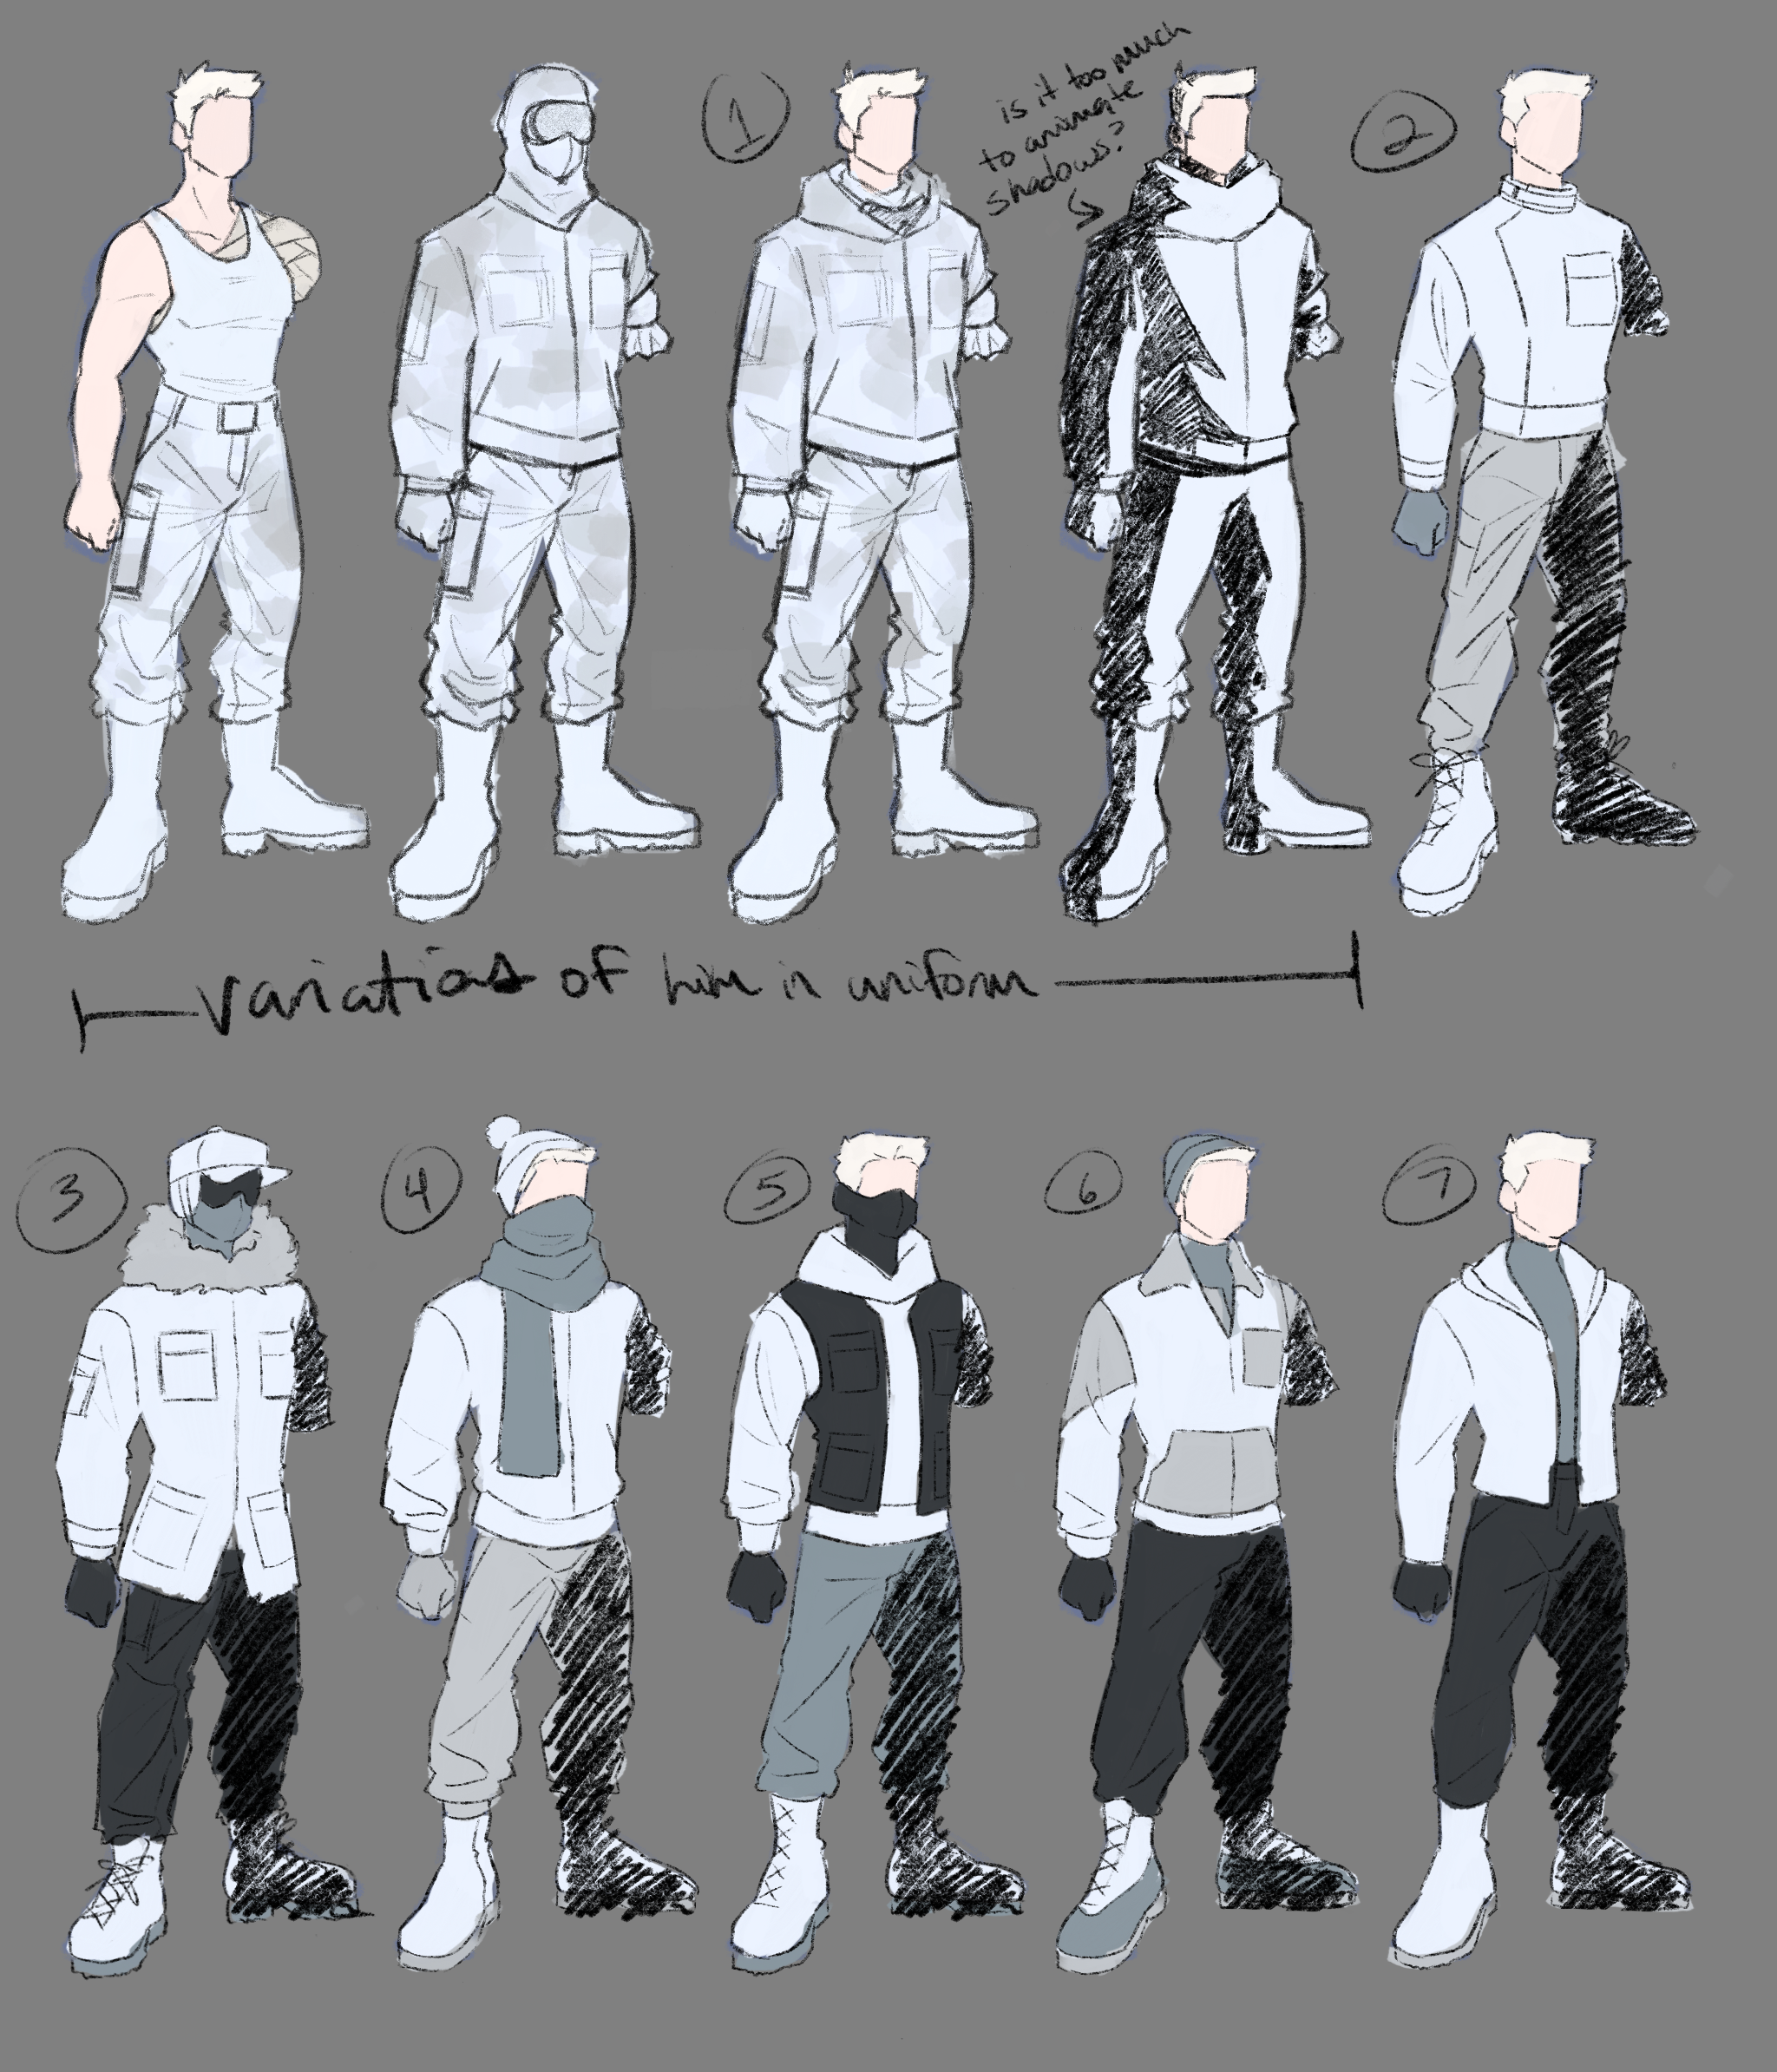 1
is it too much
to animate
shadows?
2
variations of him in uniform
3
4
5
6
7